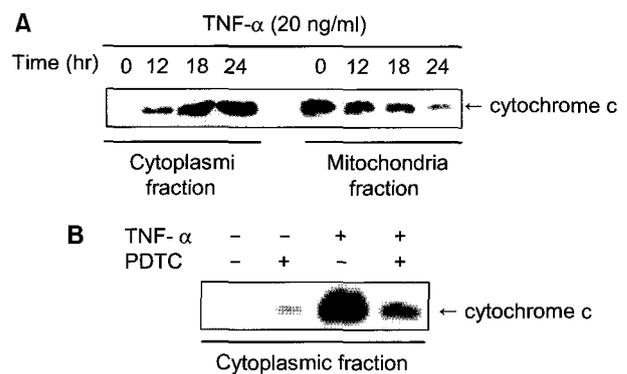 A
TNF-α (20 ng/ml)
Time (hr) 0 12 18 24 0 12 18 24
← cytochrome c
Cytoplasmi fraction
Mitochondria fraction
B
TNF- α - - + +
PDTC - + - +
← cytochrome c
Cytoplasmic fraction